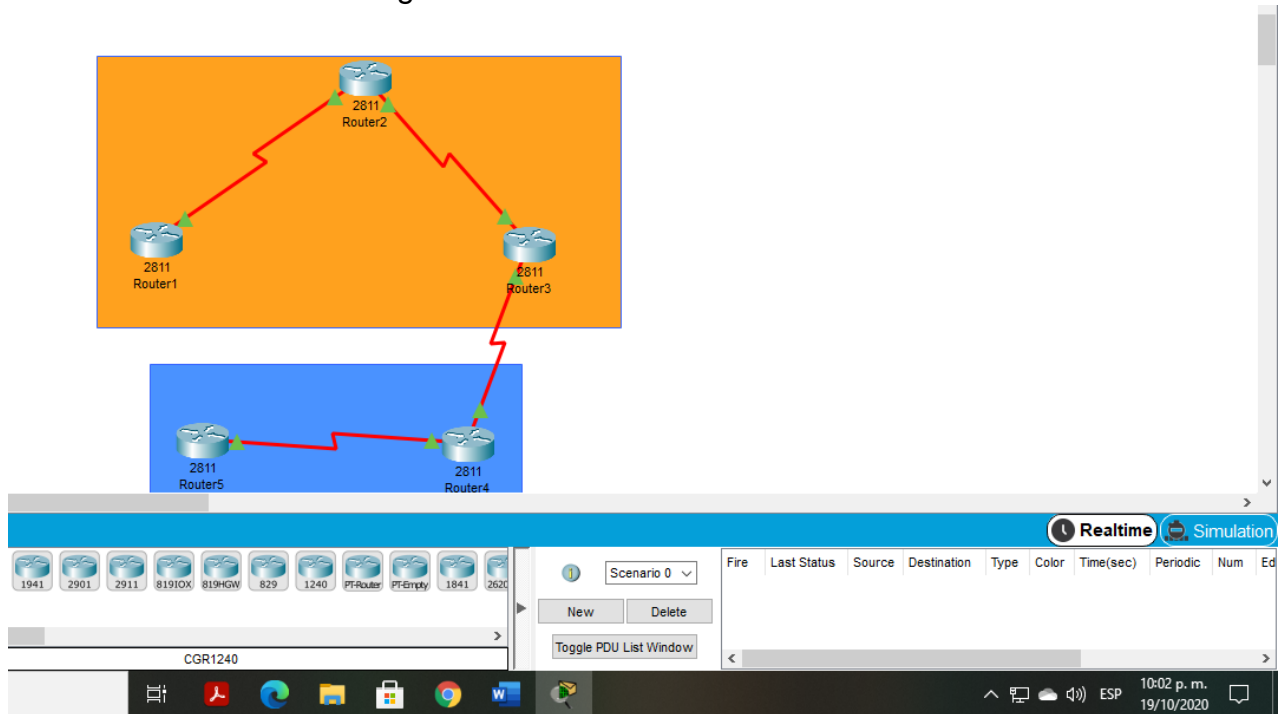 2811
Router2
2811
Router1
2811
Router3
2811
Router5
2811
Router4
Realtime
Simulation
1941
2901
2911
819IOX
819HGW
829
1240
PT-Router
PT-Empty
1841
2620
Scenario 0
Fire Last Status Source Destination Type Color Time(sec) Periodic Num Ed
New Delete
Toggle PDU List Window
CGR1240
ESP
10:02 p. m.
19/10/2020